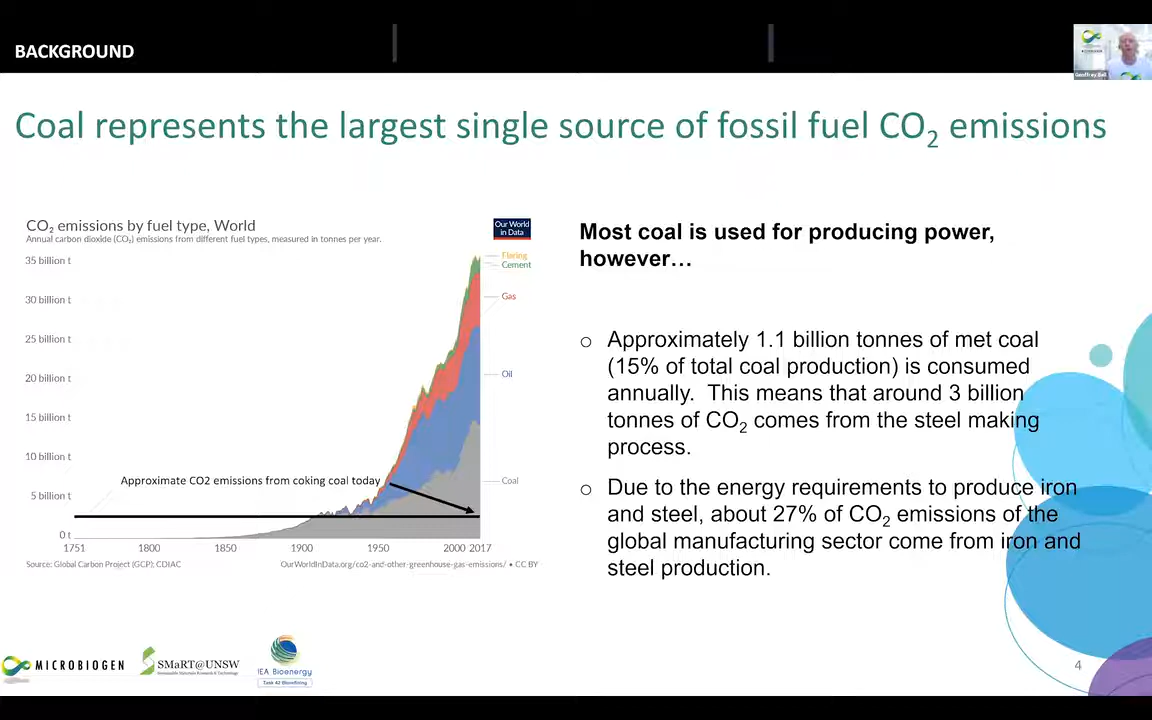 BACKGROUND
MICROBIOGEN
Geoffrey Bell
Coal represents the largest single source of fossil fuel CO₂ emissions
CO₂ emissions by fuel type, World
Annual carbon dioxide (CO₂) emissions from different fuel types, measured in tonnes per year.
Our World
in Data
35 billion t
30 billion t
25 billion t
20 billion t
15 billion t
10 billion t
5 billion t
0 t
Flaring
Cement
Gas
Oil
Coal
Approximate CO2 emissions from coking coal today
1751
1800
1850
1900
1950
2000
2017
Source: Global Carbon Project (GCP); CDIAC
OurWorldInData.org/co2-and-other-greenhouse-gas-emissions/ • CC BY
Most coal is used for producing power,
however…
o Approximately 1.1 billion tonnes of met coal
(15% of total coal production) is consumed
annually. This means that around 3 billion
tonnes of CO₂ comes from the steel making
process.
o Due to the energy requirements to produce iron
and steel, about 27% of CO₂ emissions of the
global manufacturing sector come from iron and
steel production.
MICROBIOGEN
SMaRT@UNSW
Sustainable Materials Research & Technology
IEA Bioenergy
Task 42 Biorefining
4